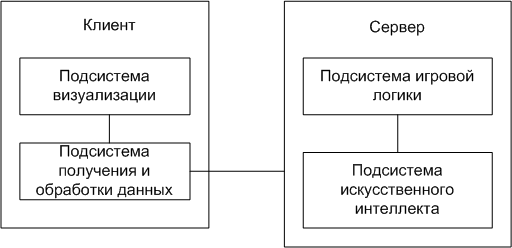 Клиент
Подсистема
визуализации
Подсистема
получения и
обработки данных
Сервер
Подсистема игровой
логики
Подсистема
искусственного
интеллекта